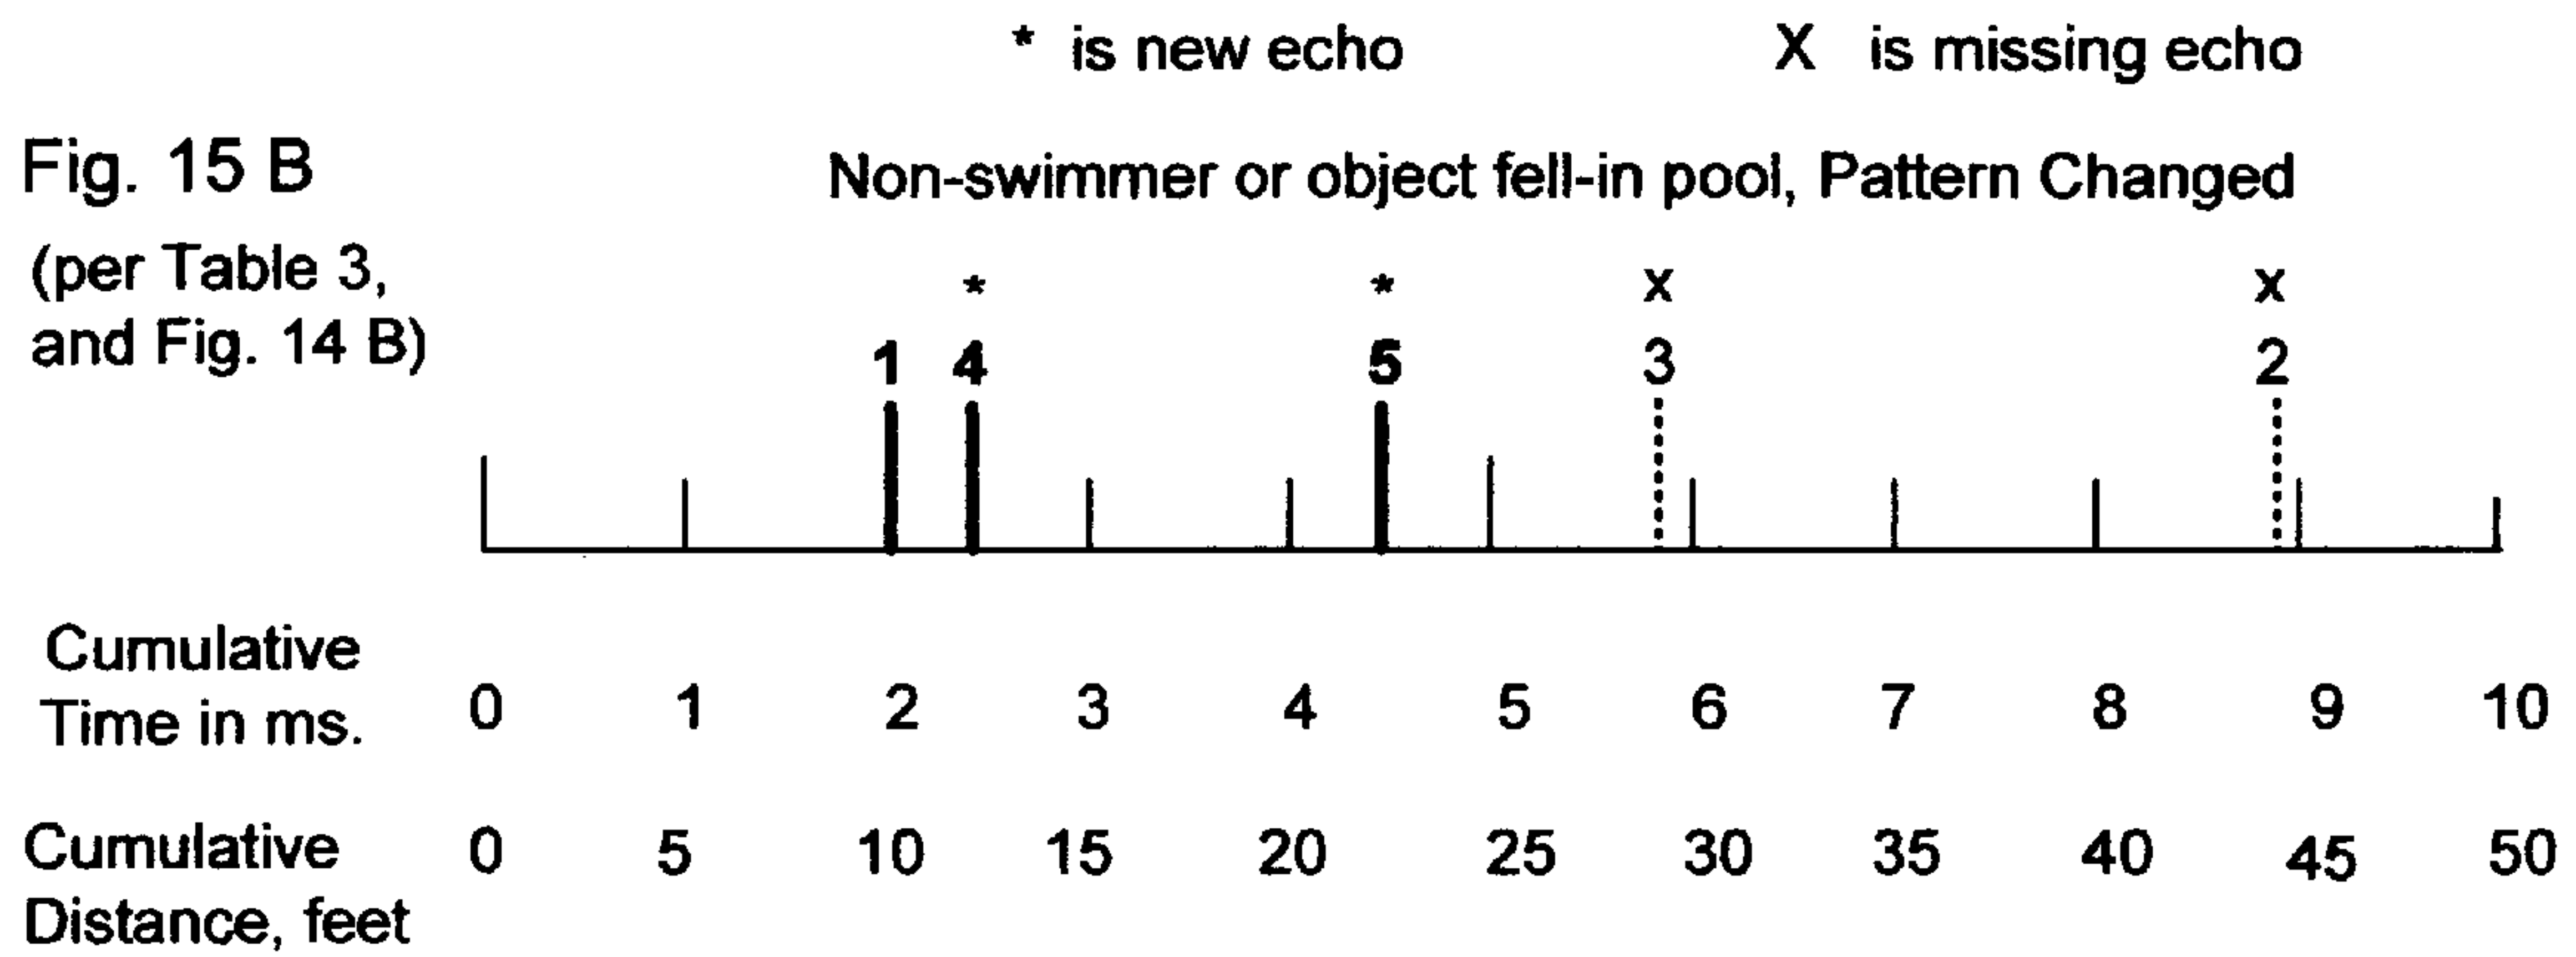 * is new echo X is missing echo
Fig. 15 B
Non-swimmer or object fell-in pool, Pattern Changed
(per Table 3,
and Fig. 14 B)
* * X X
1 4 5 3 2
Cumulative
Time in ms. 0 1 2 3 4 5 6 7 8 9 10
Cumulative 0 5 10 15 20 25 30 35 40 45 50
Distance, feet